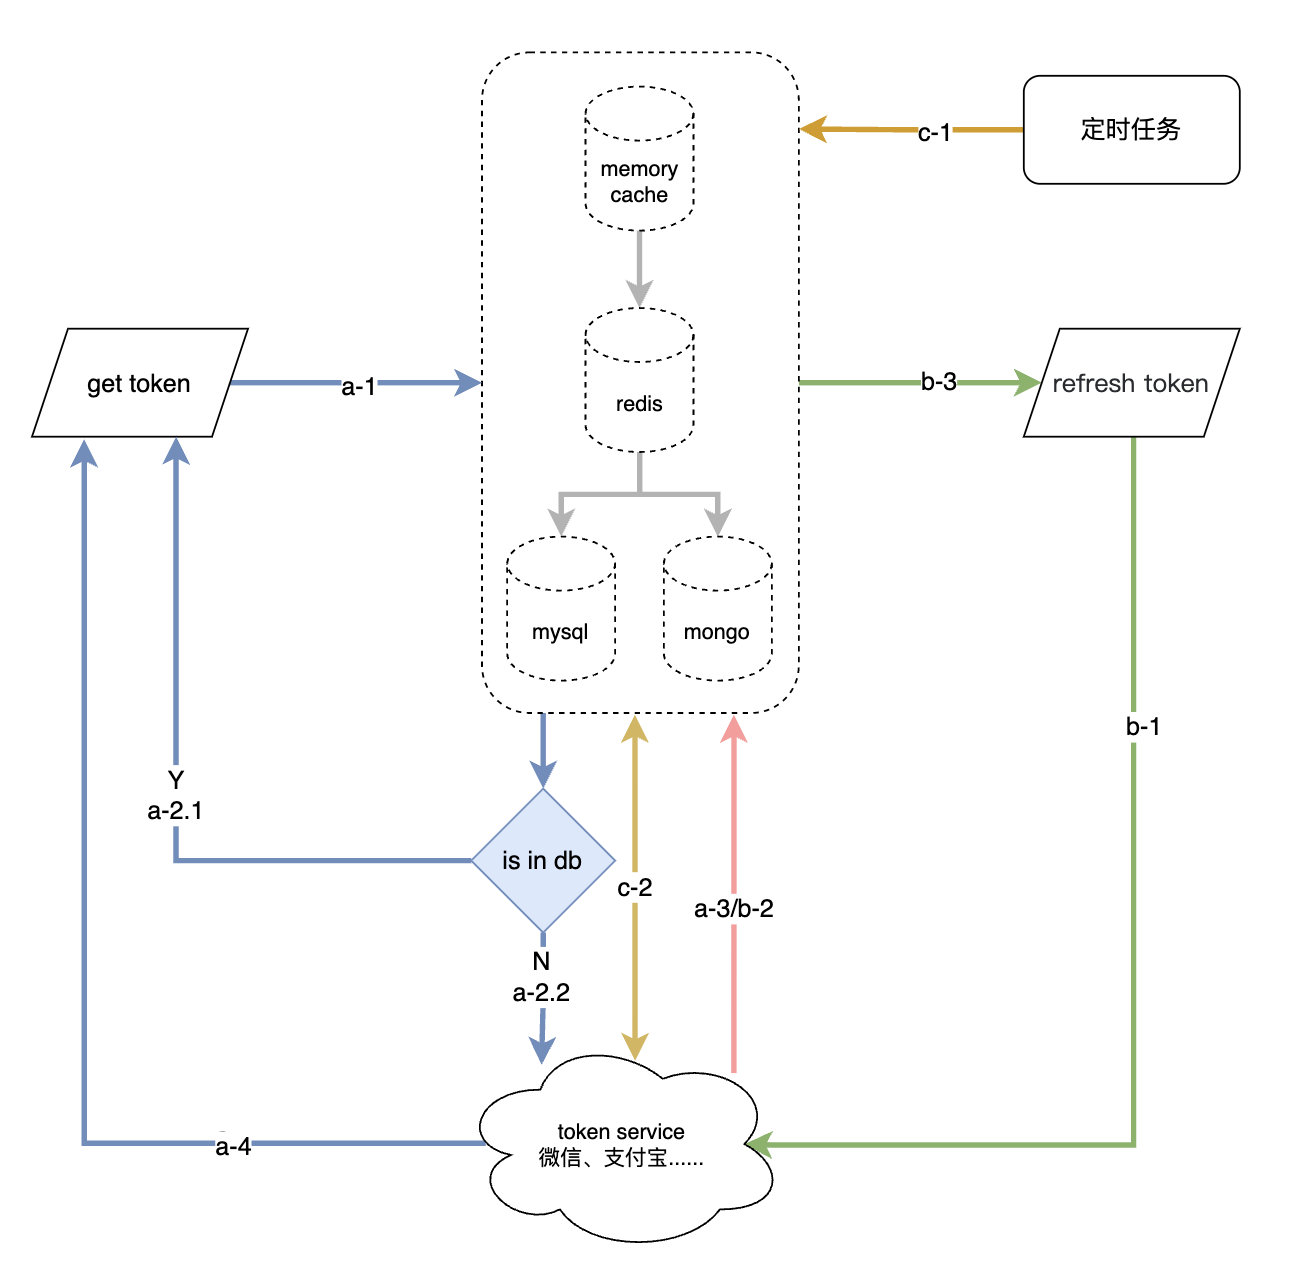 memory
cache
c-1
定时任务
get token
a-1
redis
b-3
refresh token
mysql
mongo
b-1
Y
a-2.1
is in db
c-2
a-3/b-2
N
a-2.2
a-4
token service
微信、支付宝......